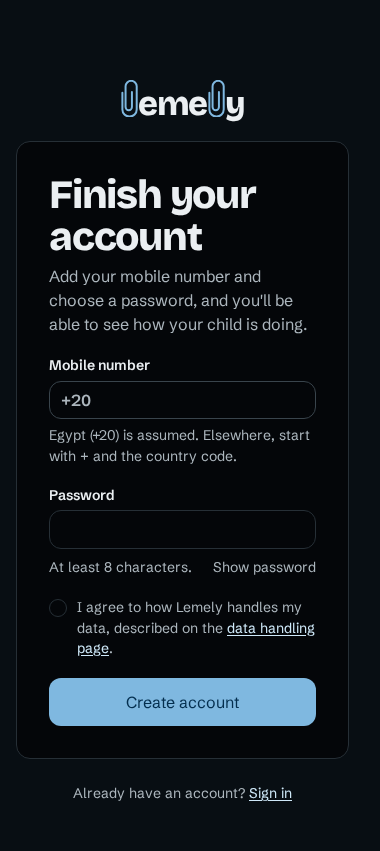 lemely
Finish your
account
Add your mobile number and
choose a password, and you'll be
able to see how your child is doing.
Mobile number
+20
Egypt (+20) is assumed. Elsewhere, start
with + and the country code.
Password
At least 8 characters. Show password
I agree to how Lemely handles my
data, described on the data handling
page.
Create account
Already have an account? Sign in